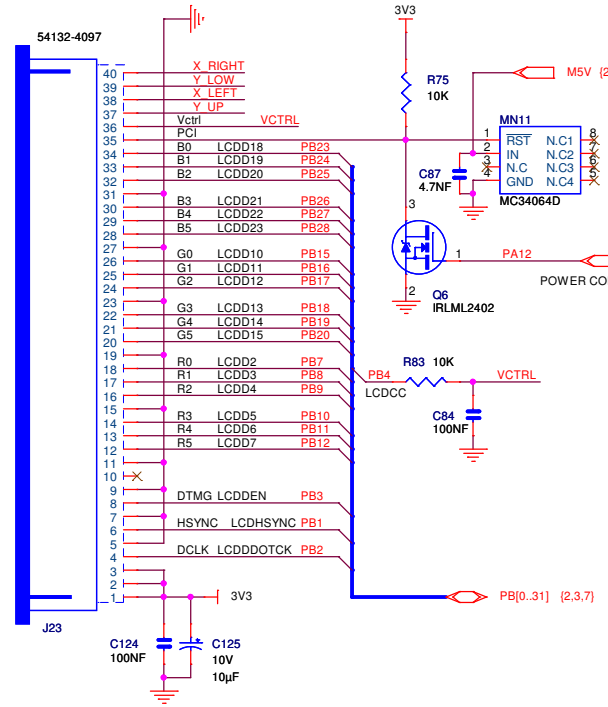 54132-4097
3V3
M5V {2
R75
10K
MN11
40 X_RIGHT
39 Y_LOW
38 X_LEFT
37 Y_UP
36 Vctrl VCTRL
35 PCI
34 B0 LCDD18 PB23
33 B1 LCDD19 PB24
32 B2 LCDD20 PB25
31
30 B3 LCDD21 PB26
29 B4 LCDD22 PB27
28 B5 LCDD23 PB28
27
26 G0 LCDD10 PB15
25 G1 LCDD11 PB16
24 G2 LCDD12 PB17
23
22 G3 LCDD13 PB18
21 G4 LCDD14 PB19
20 G5 LCDD15 PB20
19
18 R0 LCDD2 PB7
17 R1 LCDD3 PB8
16 R2 LCDD4 PB9
15
14 R3 LCDD5 PB10
13 R4 LCDD6 PB11
12 R5 LCDD7 PB12
11
10
9
8 DTMG LCDDEN PB3
7
6 HSYNC LCDHSYNC PB1
5
4 DCLK LCDDDOTCK PB2
3
2
1 3V3
J23
1 RST N.C1 8
2 IN N.C2 7
3 N.C N.C3 6
4 GND N.C4 5
MC34064D
C87
4.7NF
3
1 PA12
2
POWER CO
Q6
IRLML2402
R83 10K
PB4 VCTRL
LCDCC
C84
100NF
PB[0..31] {2,3,7}
C124
100NF
C125
10V
10µF